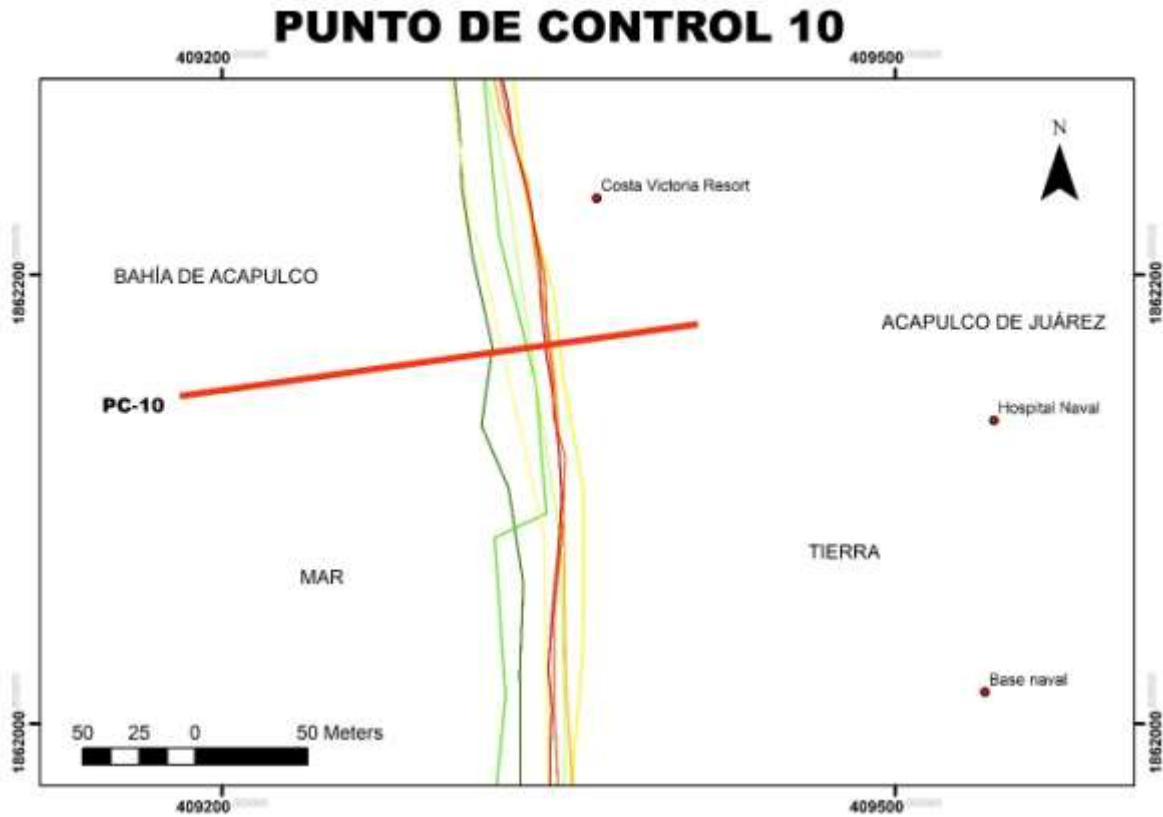 PUNTO DE CONTROL 10
409200
409500
N
Costa Victoria Resort
BAHÍA DE ACAPULCO
1862200
1862200
ACAPULCO DE JUÁREZ
PC-10
Hospital Naval
TIERRA
MAR
Base naval
50 25 0 50 Meters
1862000
1862000
409200
409500